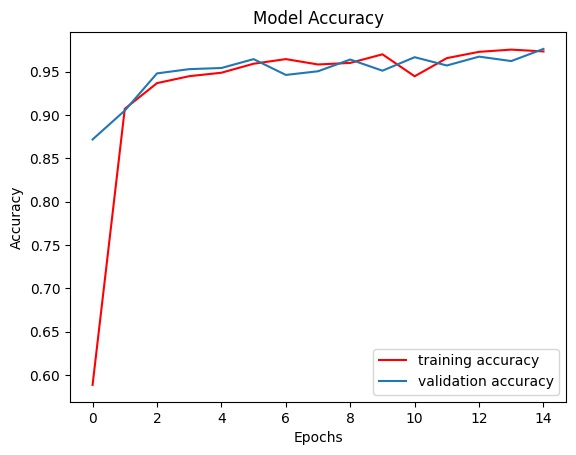 Model Accuracy
Accuracy
0.95
0.90
0.85
0.80
0.75
0.70
0.65
0.60
training accuracy
validation accuracy
0 2 4 6 8 10 12 14
Epochs